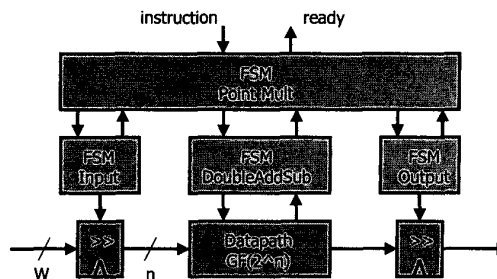 instruction
ready
FSM
Point Mult
FSM
Input
FSM
DoubleAddSub
FSM
Output
>>
Datapath
GF(2^n)
>>
W
n